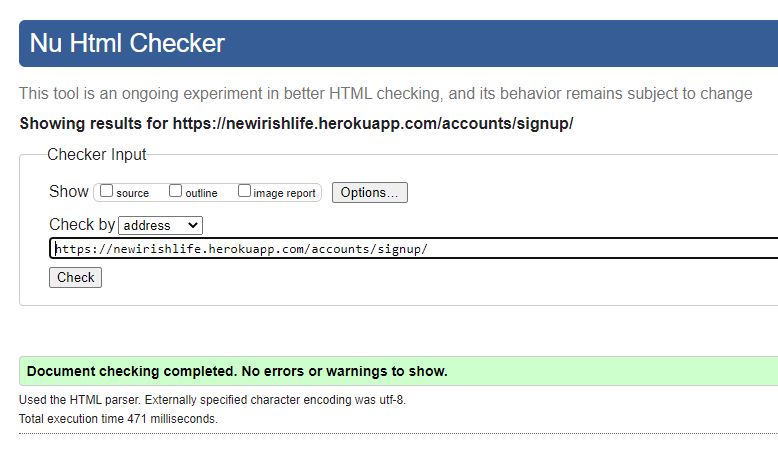 Nu Html Checker
This tool is an ongoing experiment in better HTML checking, and its behavior remains subject to change
Showing results for https://newirishlife.herokuapp.com/accounts/signup/
Checker Input
Show source outline image report Options...
Check by address
https://newirishlife.herokuapp.com/accounts/signup/
Check
Document checking completed. No errors or warnings to show.
Used the HTML parser. Externally specified character encoding was utf-8.
Total execution time 471 milliseconds.